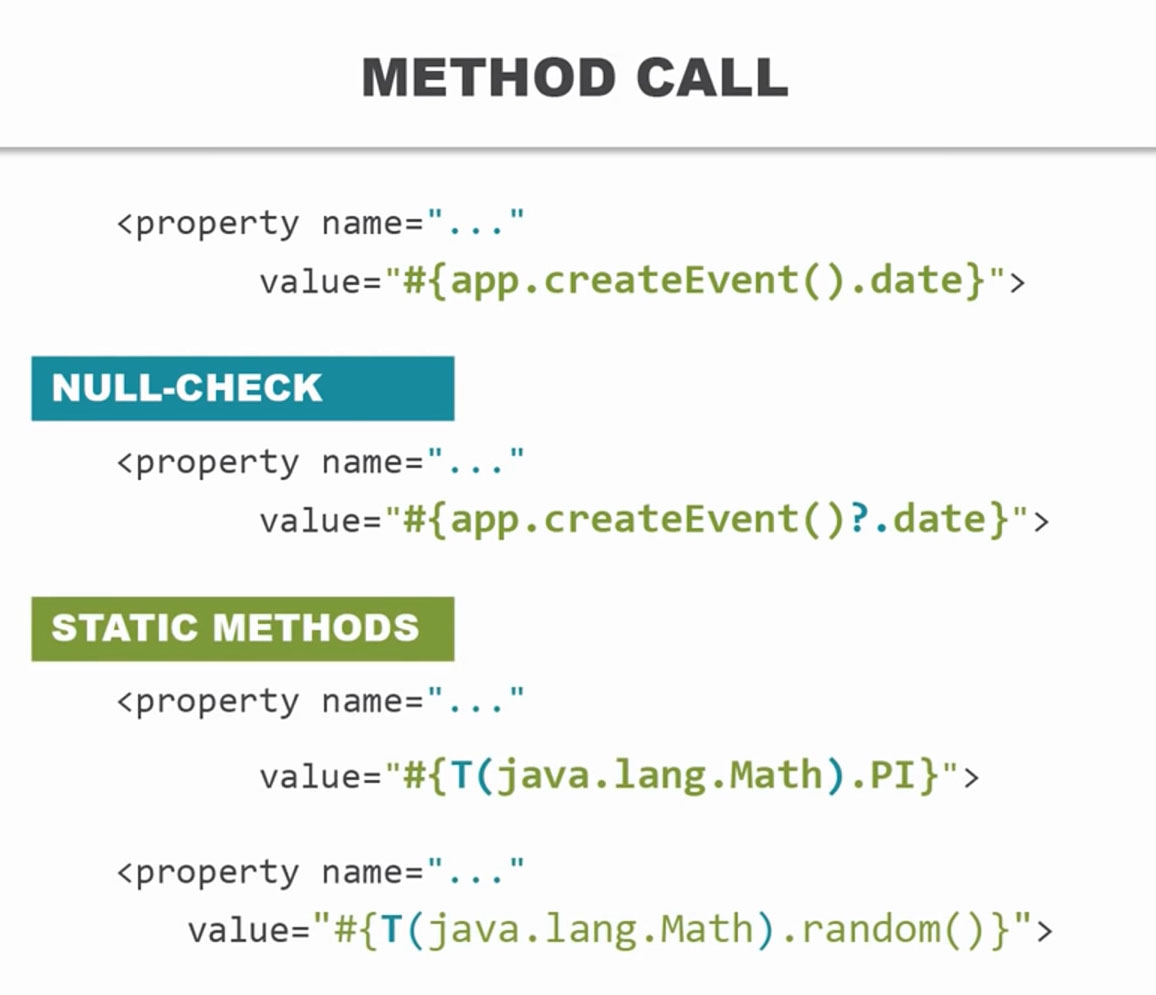 METHOD CALL
<property name="..."
value="#{app.createEvent().date}">
NULL-CHECK
<property name="..."
value="#{app.createEvent()?.date}">
STATIC METHODS
<property name="..."
value="#{T(java.lang.Math).PI}">
<property name="..."
value="#{T(java.lang.Math).random()}">